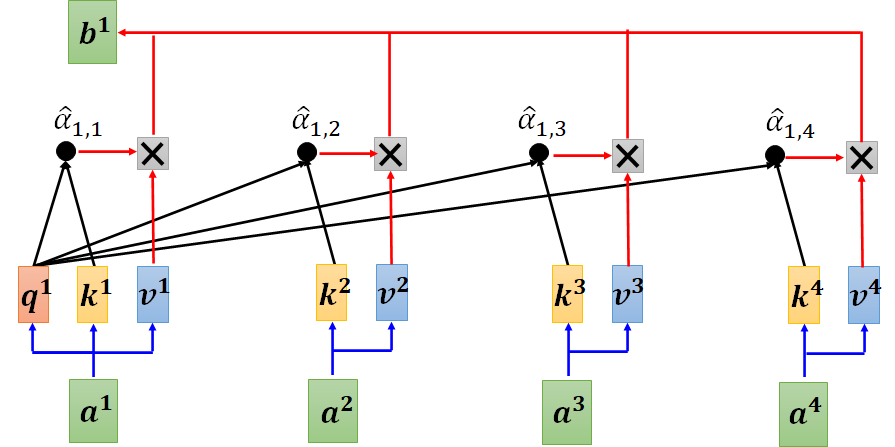 b¹
α̂₁,₁ α̂₁,₂ α̂₁,₃ α̂₁,₄
× × × ×
q¹ k¹ v¹ k² v² k³ v³ k⁴ v⁴
a¹ a² a³ a⁴